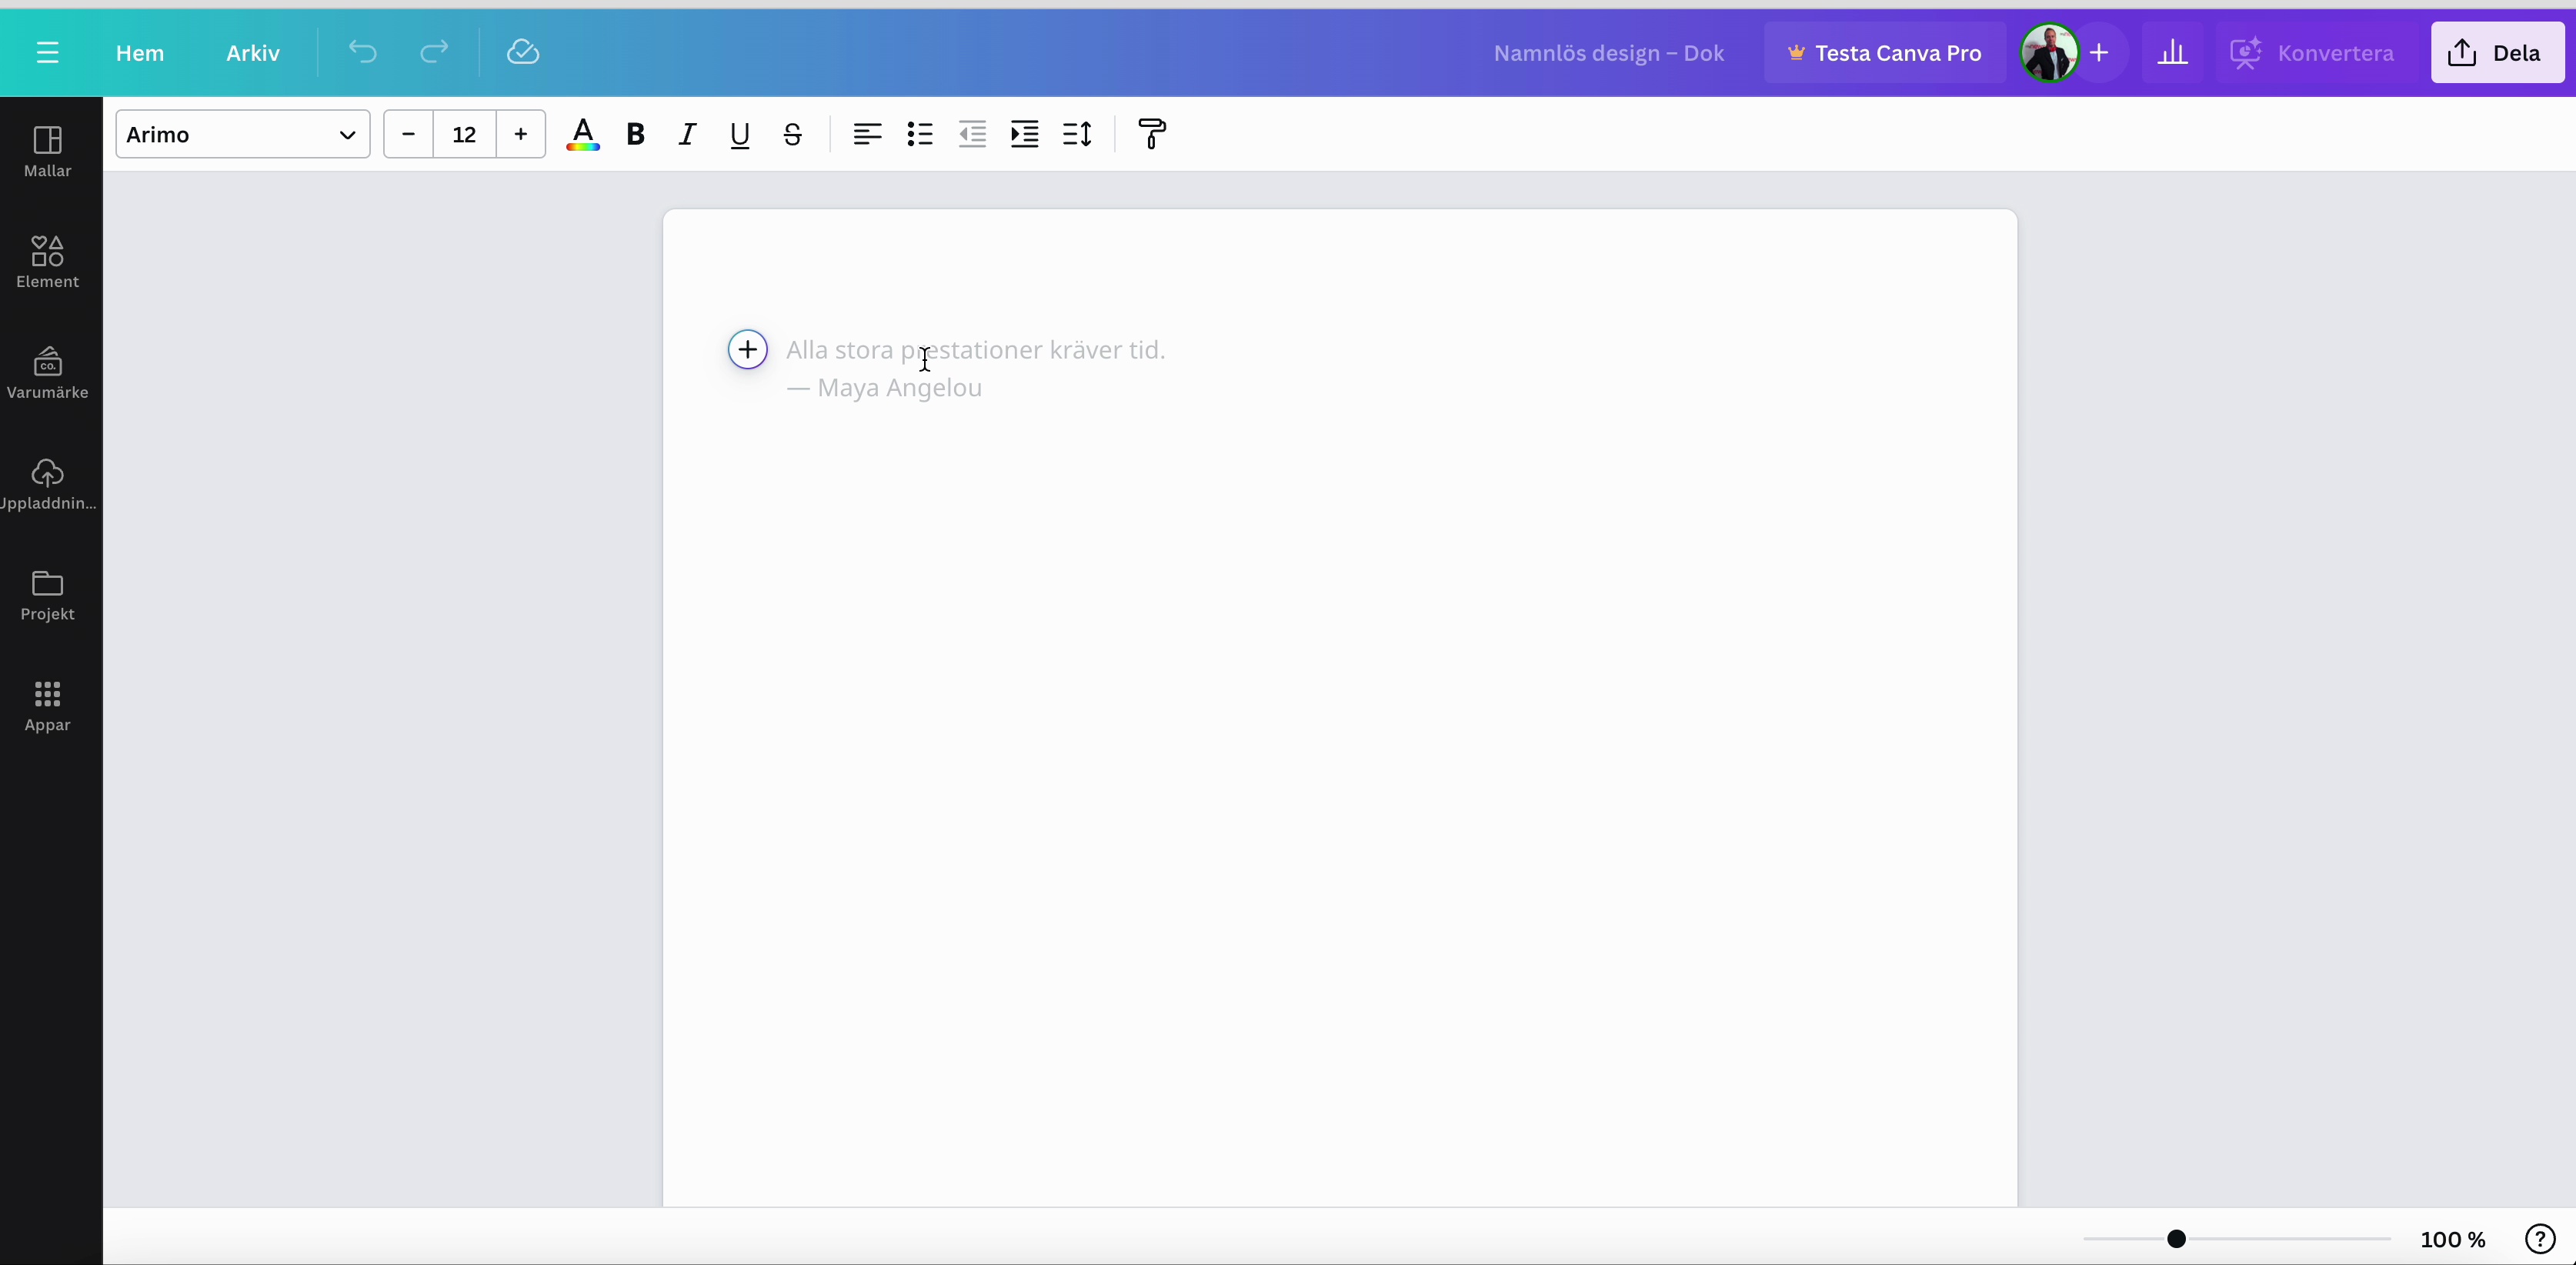 Hem
Arkiv
Namnlös design – Dok
Testa Canva Pro
Konvertera
Dela
Arimo
12
Mallar
Element
CO.
Varumärke
Uppladdnin...
Projekt
Appar
Alla stora prestationer kräver tid.
— Maya Angelou
100 %